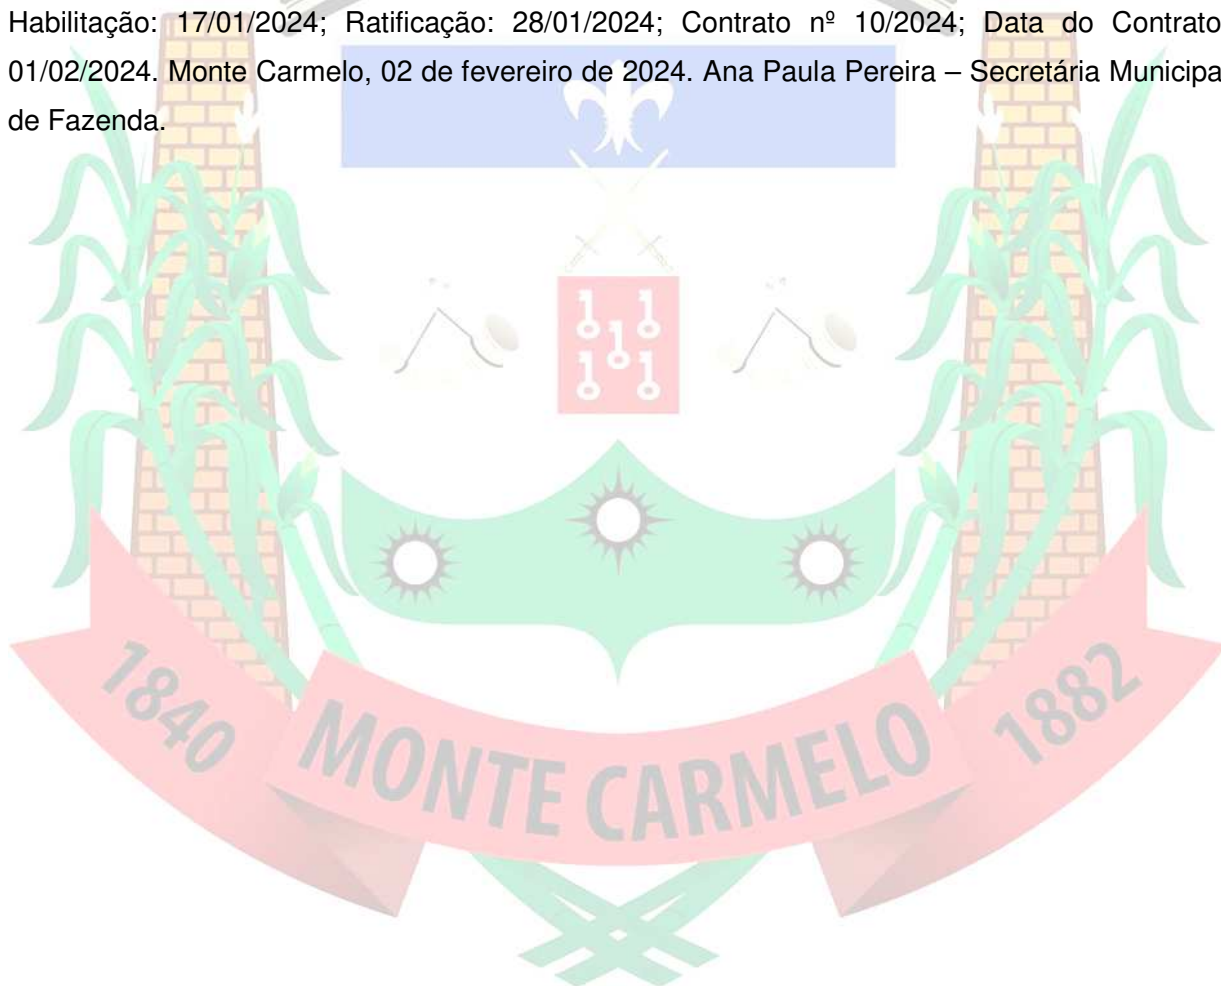 Habilitação: 17/01/2024; Ratificação: 28/01/2024; Contrato nº 10/2024; Data do Contrato
01/02/2024. Monte Carmelo, 02 de fevereiro de 2024. Ana Paula Pereira – Secretária Municipa
de Fazenda.
1840
MONTE CARMELO
1882